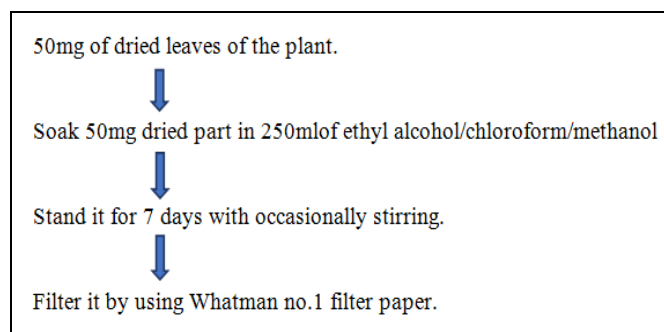 50mg of dried leaves of the plant.
Soak 50mg dried part in 250mlof ethyl alcohol/chloroform/methanol
Stand it for 7 days with occasionally stirring.
Filter it by using Whatman no.1 filter paper.